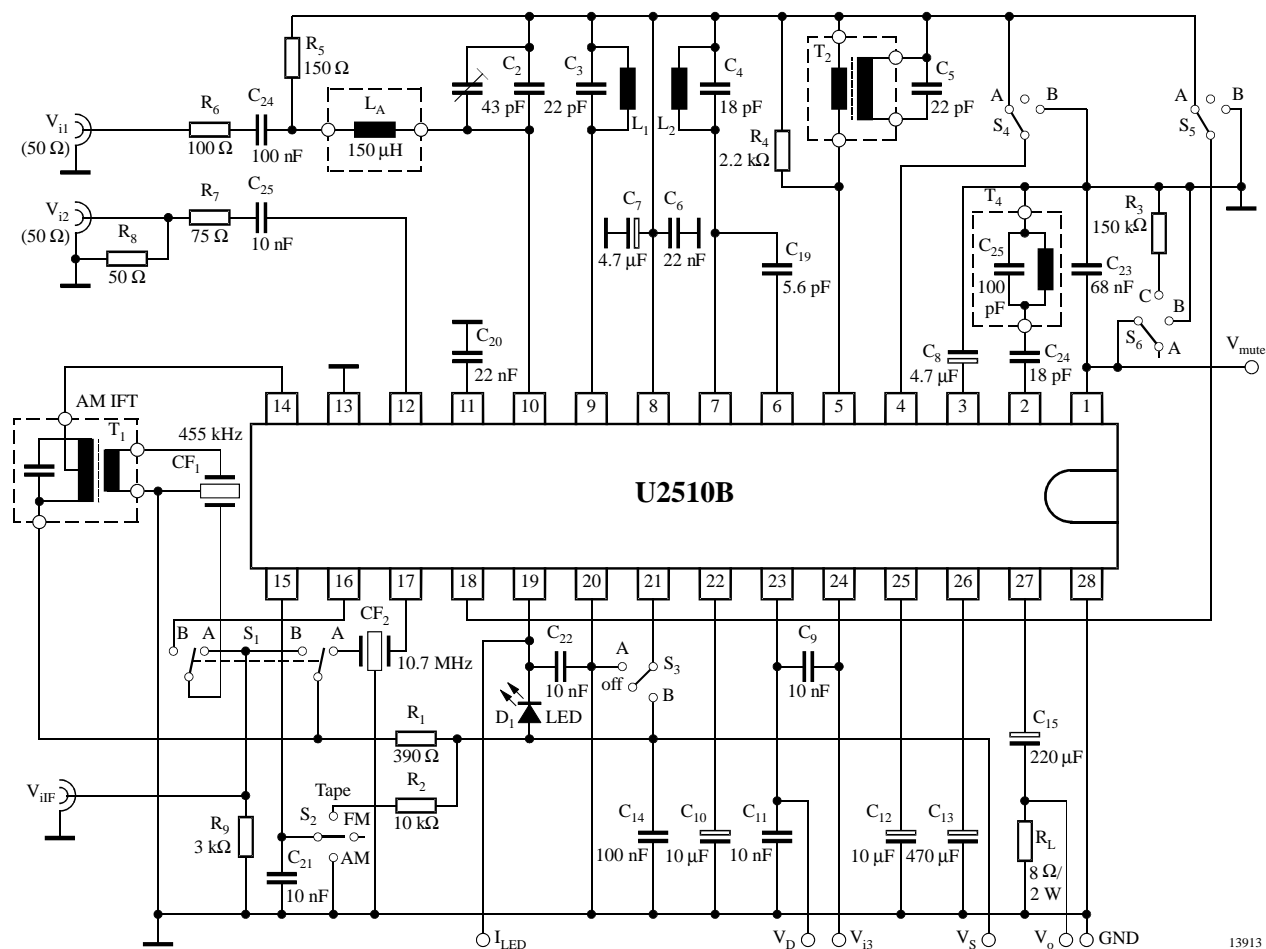 R5
150 Ω
C24
R6
100 Ω
100 nF
Vi1
(50 Ω)
LA
150 µH
C2
43 pF
C3
22 pF
L1
L2
C4
18 pF
T2
C5
22 pF
R4
2.2 kΩ
A
B
S4
A
B
S5
Vi2
(50 Ω)
R7
75 Ω
C25
10 nF
R8
50 Ω
C7
4.7 µF
C6
22 nF
C19
5.6 pF
T4
C25
100
pF
R3
150 kΩ
C23
68 nF
C
B
S6
A
Vmute
C20
22 nF
C8
4.7 µF
C24
18 pF
AM IFT
T1
455 kHz
CF1
14
13
12
11
10
9
8
7
6
5
4
3
2
1
U2510B
15
16
17
18
19
20
21
22
23
24
25
26
27
28
B
A
S1
B
A
CF2
10.7 MHz
C22
10 nF
A
off
S3
B
C9
10 nF
D1
LED
R1
390 Ω
R2
10 kΩ
C15
220 µF
ViIF
R9
3 kΩ
Tape
S2
FM
AM
C21
10 nF
C14
100 nF
C10
10 µF
C11
10 nF
C12
10 µF
C13
470 µF
RL
8 Ω/
2 W
ILED
VD
Vi3
VS
Vo
GND
13913